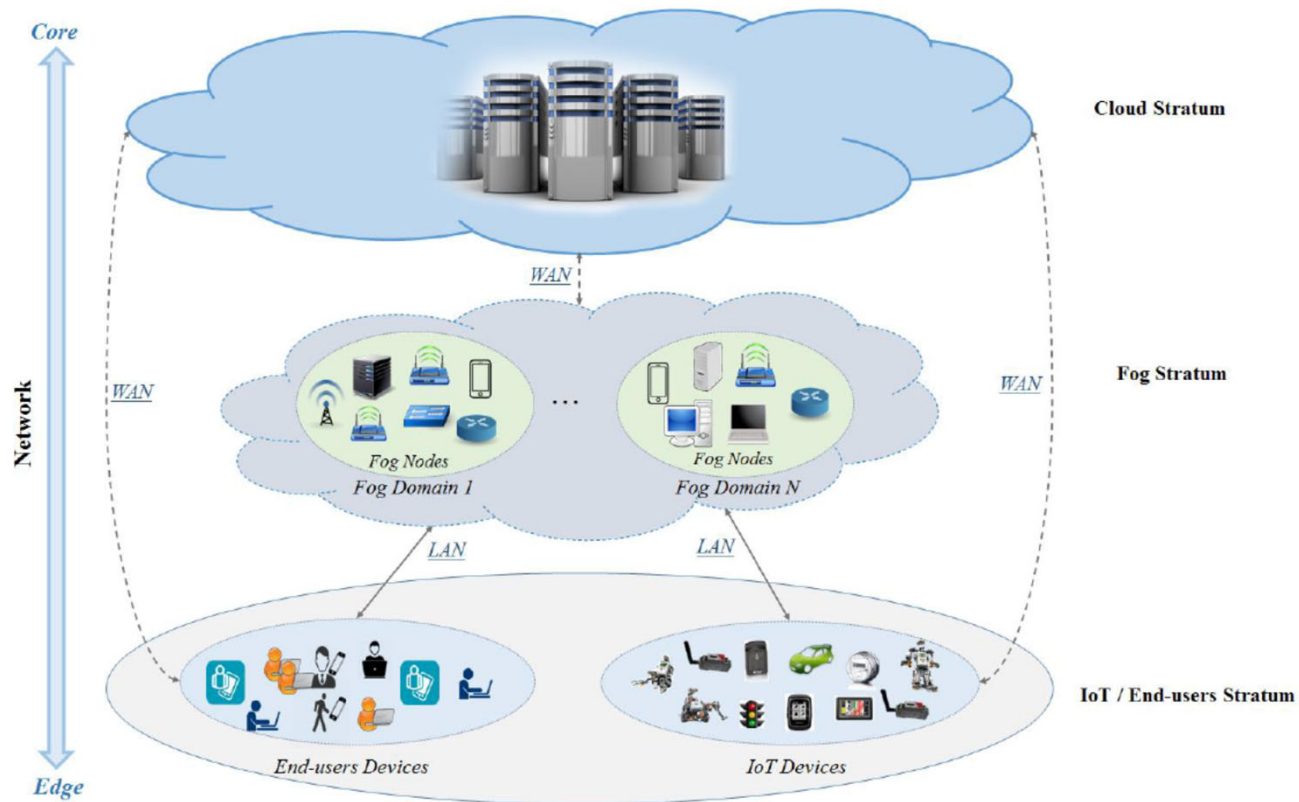 Core
Cloud Stratum
WAN
Network
WAN
WAN
Fog Stratum
...
Fog Nodes
Fog Domain 1
Fog Nodes
Fog Domain N
LAN
LAN
IoT / End-users Stratum
End-users Devices
IoT Devices
Edge